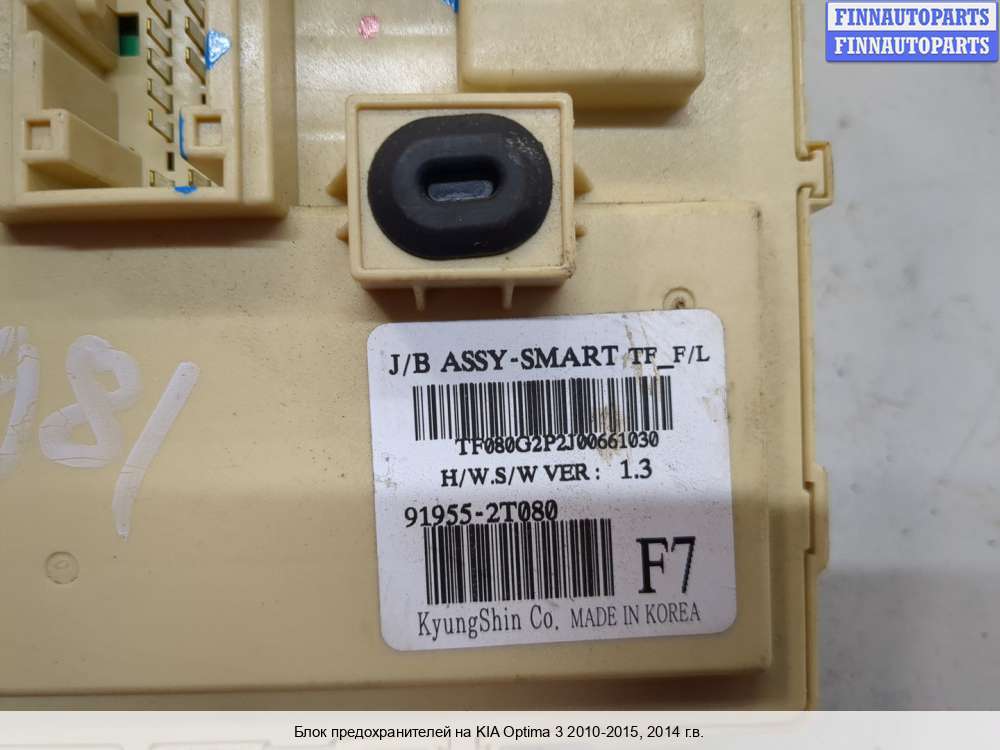 FINNAUTOPARTS
FINNAUTOPARTS
J/B ASSY-SMART TF_F/L
TF080G2P2J00661030
H/W.S/W VER : 1.3
91955-2T080
F7
KyungShin Co. MADE IN KOREA
Блок предохранителей на KIA Optima 3 2010-2015, 2014 г.в.